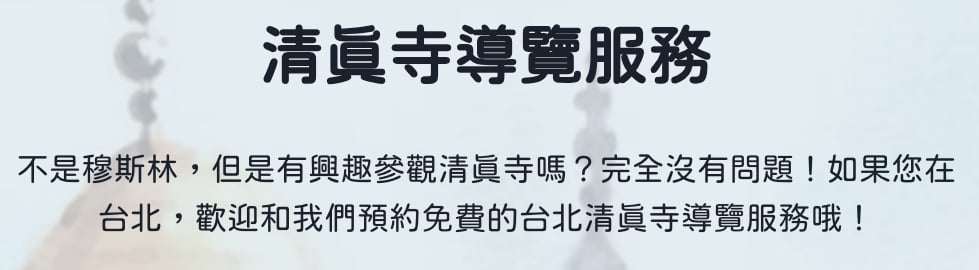 清眞寺導覽服務
不是穆斯林，但是有興趣參觀清眞寺嗎？完全沒有問題！如果您在
台北，歡迎和我們預約免費的台北清眞寺導覽服務哦！